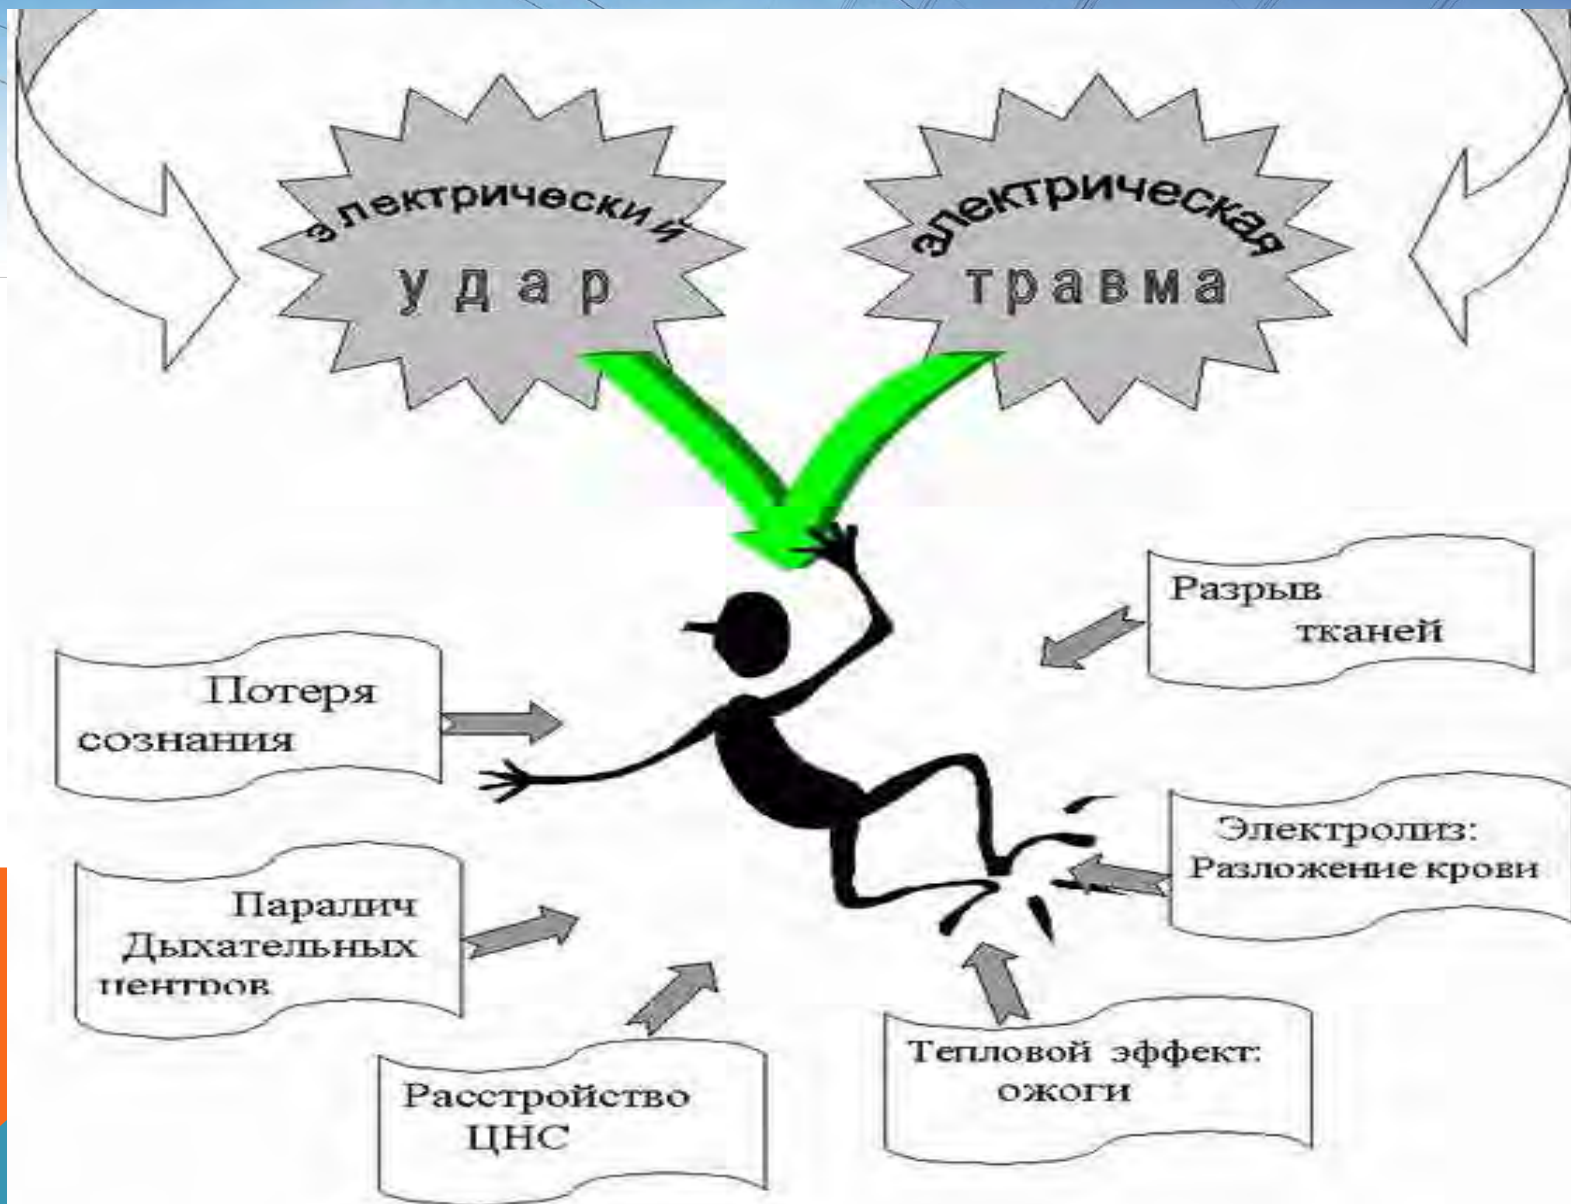 электрический
удар
электрическая
травма
Разрыв
тканей
Потеря
сознания
Электролиз:
Разложение крови
Паралич
Дыхательных
центров
Тепловой эффект:
ожоги
Расстройство
ЦНС